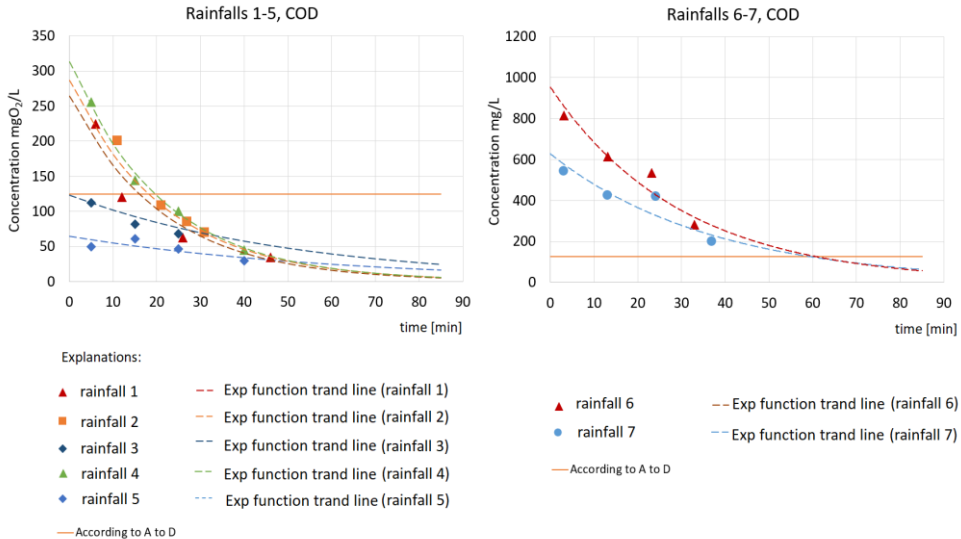 Rainfalls 1-5, COD
Concentration mgO₂/L
350
300
250
200
150
100
50
0
0 10 20 30 40 50 60 70 80 90
time [min]
Explanations:
rainfall 1
Exp function trand line (rainfall 1)
rainfall 2
Exp function trand line (rainfall 2)
rainfall 3
Exp function trand line (rainfall 3)
rainfall 4
Exp function trand line (rainfall 4)
rainfall 5
Exp function trand line (rainfall 5)
According to A to D
Rainfalls 6-7, COD
Concentration mg/L
1200
1000
800
600
400
200
0
0 10 20 30 40 50 60 70 80 90
time [min]
rainfall 6
Exp function trand line (rainfall 6)
rainfall 7
Exp function trand line (rainfall 7)
According to A to D